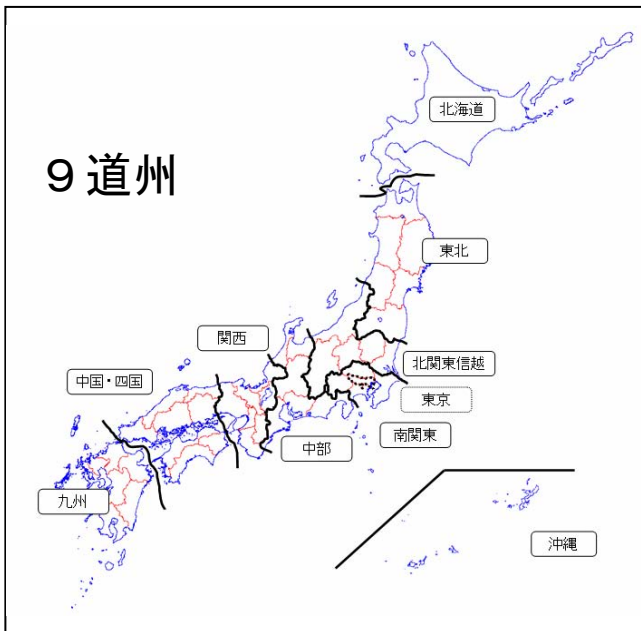 9道州
北海道
東北
関西
北関東信越
中国・四国
東京
南関東
中部
九州
沖縄